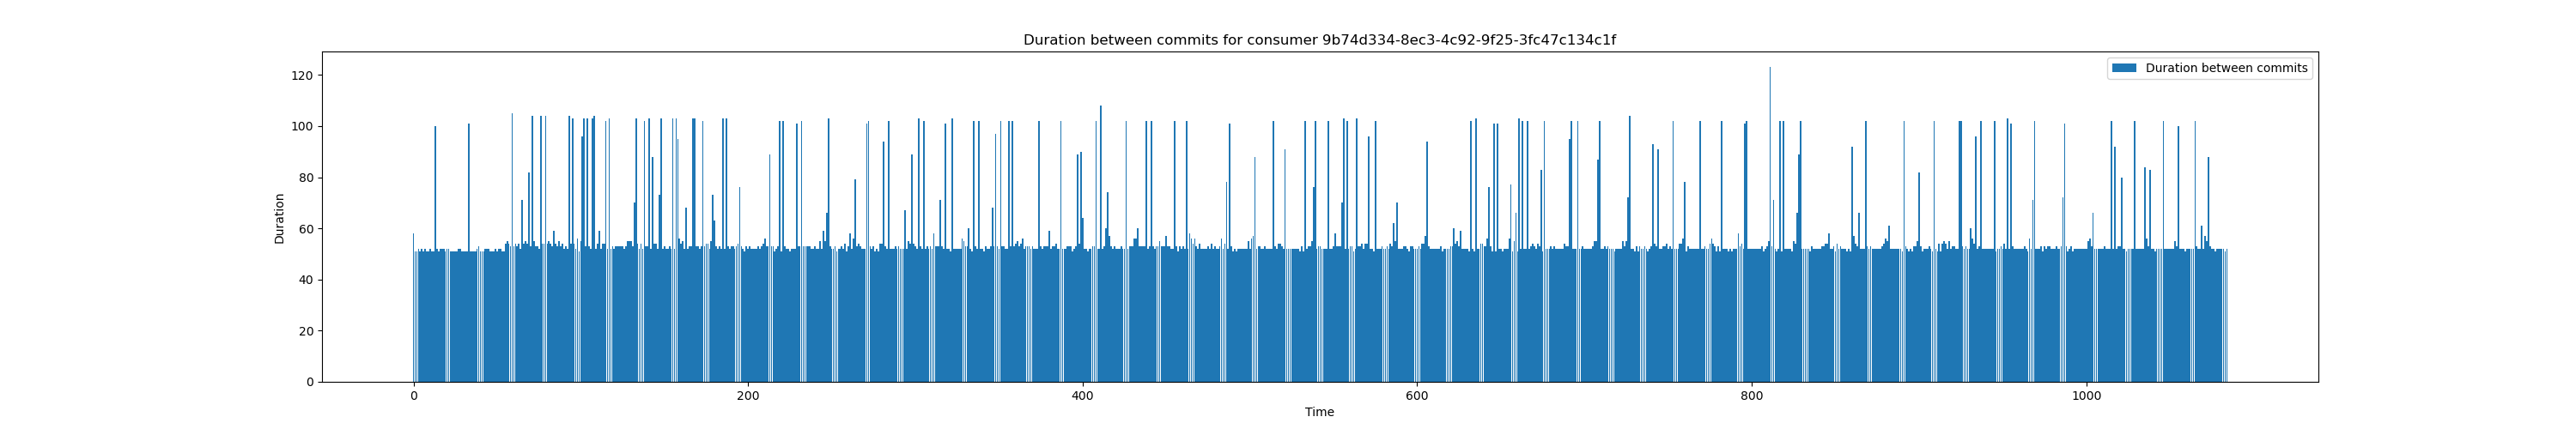 Duration between commits for consumer 9b74d334-8ec3-4c92-9f25-3fc47c134c1f
Duration between commits
120
100
80
60
40
20
0
Duration
0 200 400 600 800 1000
Time